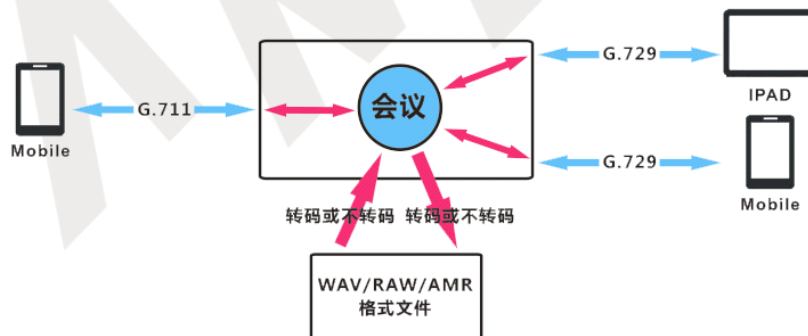 G.729
IPAD
会议
G.711
Mobile
G.729
Mobile
转码或不转码 转码或不转码
WAV/RAW/AMR
格式文件